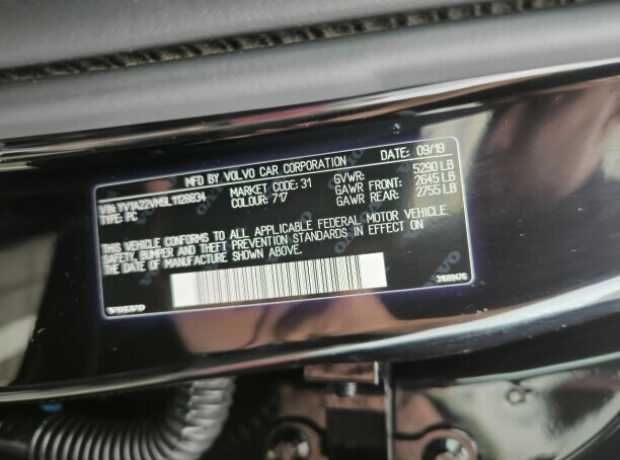 MFD BY VOLVO CAR CORPORATION DATE: 09/19
VIN: TYPE: PC
MARKET CODE: 31
COLOUR: 717
GVWR: 5290 LB
GAWR FRONT: 2645 LB
GAWR REAR: 2755 LB
THIS VEHICLE CONFORMS TO ALL APPLICABLE FEDERAL MOTOR VEHICLE
SAFETY, BUMPER AND THEFT PREVENTION STANDARDS IN EFFECT ON
THE DATE OF MANUFACTURE SHOWN ABOVE.
VOLVO